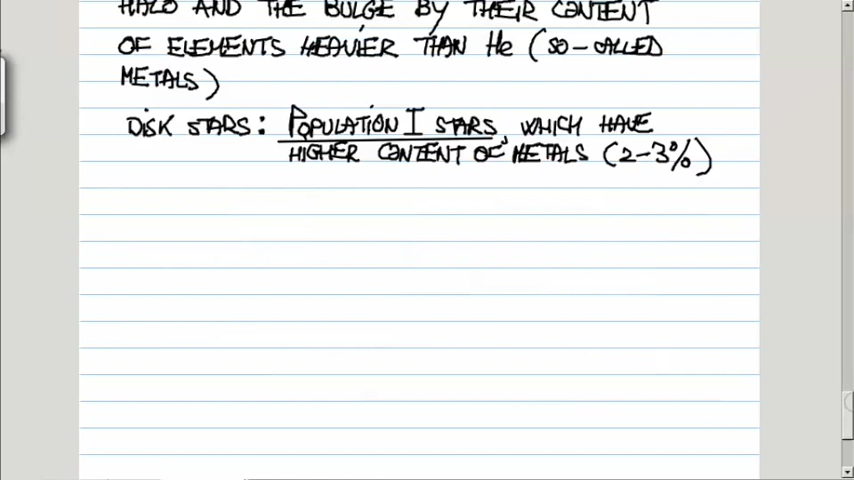 HALO AND THE BULGE BY THEIR CONTENT
OF ELEMENTS HEAVIER THAN He (SO-CALLED
METALS)
DISK STARS: POPULATION I STARS, WHICH HAVE
HIGHER CONTENT OF METALS (2-3%)